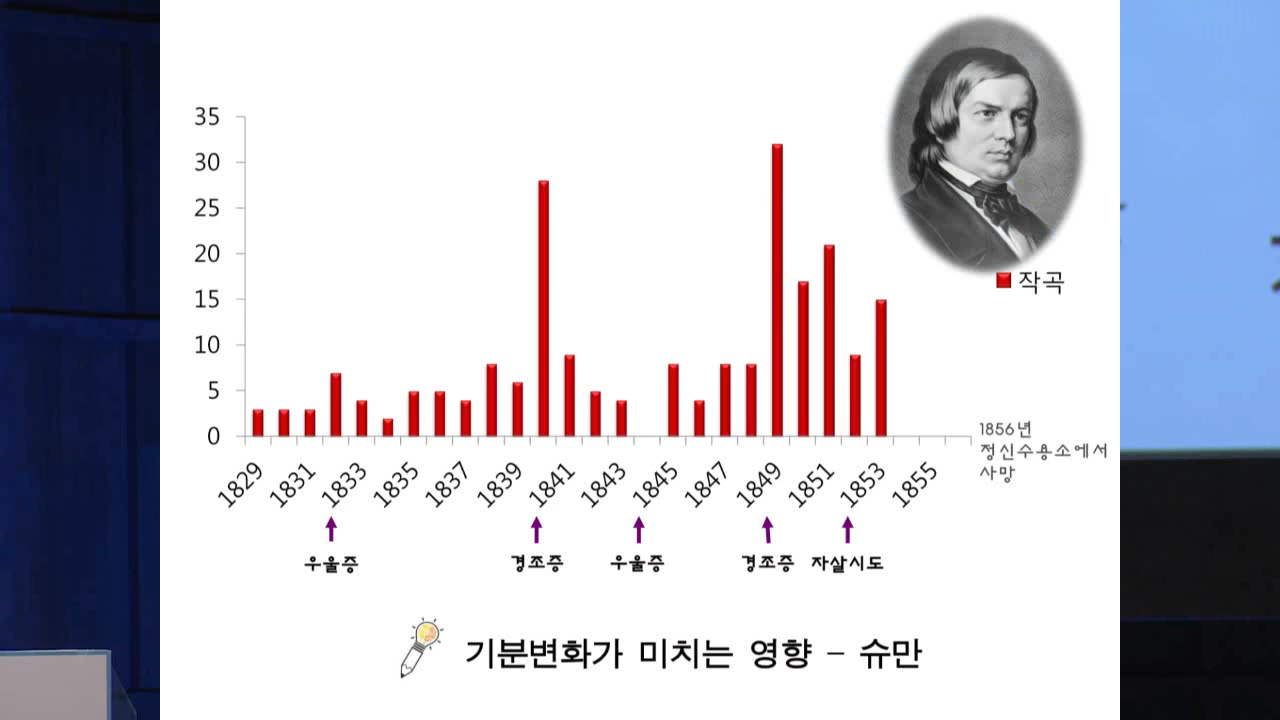 35
30
25
20
15
10
5
0
작곡
1829
1831
1833
1835
1837
1839
1841
1843
1845
1847
1849
1851
1853
1855
1856년
정신수용소에서
사망
우울증
경조증
우울증
경조증
자살시도
기분변화가 미치는 영향 – 슈만